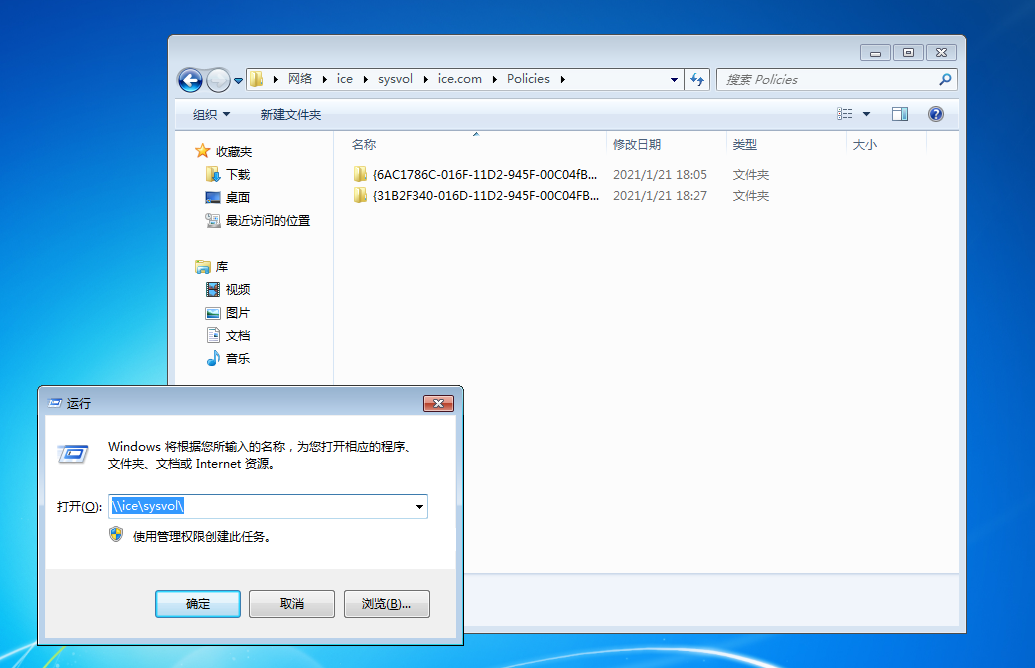 网络 ice sysvol ice.com Policies
搜索 Policies
组织 新建文件夹
名称 修改日期 类型 大小
{6AC1786C-016F-11D2-945F-00C04fB... 2021/1/21 18:05 文件夹
{31B2F340-016D-11D2-945F-00C04FB... 2021/1/21 18:27 文件夹
收藏夹
下载
桌面
最近访问的位置
库
视频
图片
文档
音乐
运行
Windows 将根据您所输入的名称，为您打开相应的程序、
文件夹、文档或 Internet 资源。
打开(O): \\ice\sysvol\
使用管理权限创建此任务。
确定 取消 浏览(B)...